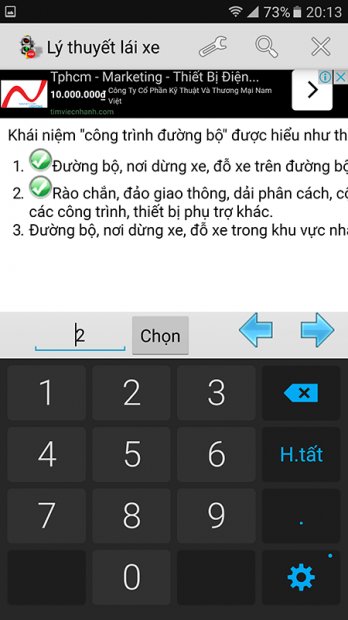 73% 20:13
Lý thuyết lái xe
Tphcm - Marketing - Thiết Bị Điện...
10.000.000₫ Công Ty Cổ Phần Kỹ Thuật Và Thương Mại Nam Việt
timviecnhanh.com
Khái niệm "công trình đường bộ" được hiểu như th
1. Đường bộ, nơi dừng xe, đỗ xe trên đường bộ
2. Rào chắn, đảo giao thông, dải phân cách, cộ
các công trình, thiết bị phụ trợ khác.
3. Đường bộ, nơi dừng xe, đỗ xe trong khu vực nhà
2 Chọn
1 2 3
4 5 6 H.tất
7 8 9 .
0